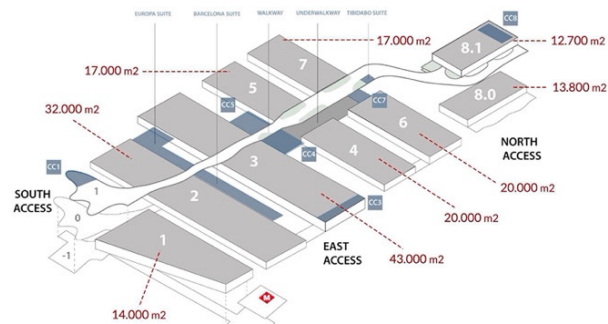 EUROPA SUITE
BARCELONA SUITE
WALKWAY
UNDERWALKWAY
TIBIDABO SUITE
CC8
17.000 m2
12.700 m2
8.1
7
17.000 m2
5
13.800 m2
8.0
CC5
CC7
32.000 m2
6
NORTH
ACCESS
CC4
4
3
CC1
20.000 m2
SOUTH
ACCESS
1
2
CC3
20.000 m2
0
EAST
ACCESS
43.000 m2
1
-1
M
14.000 m2